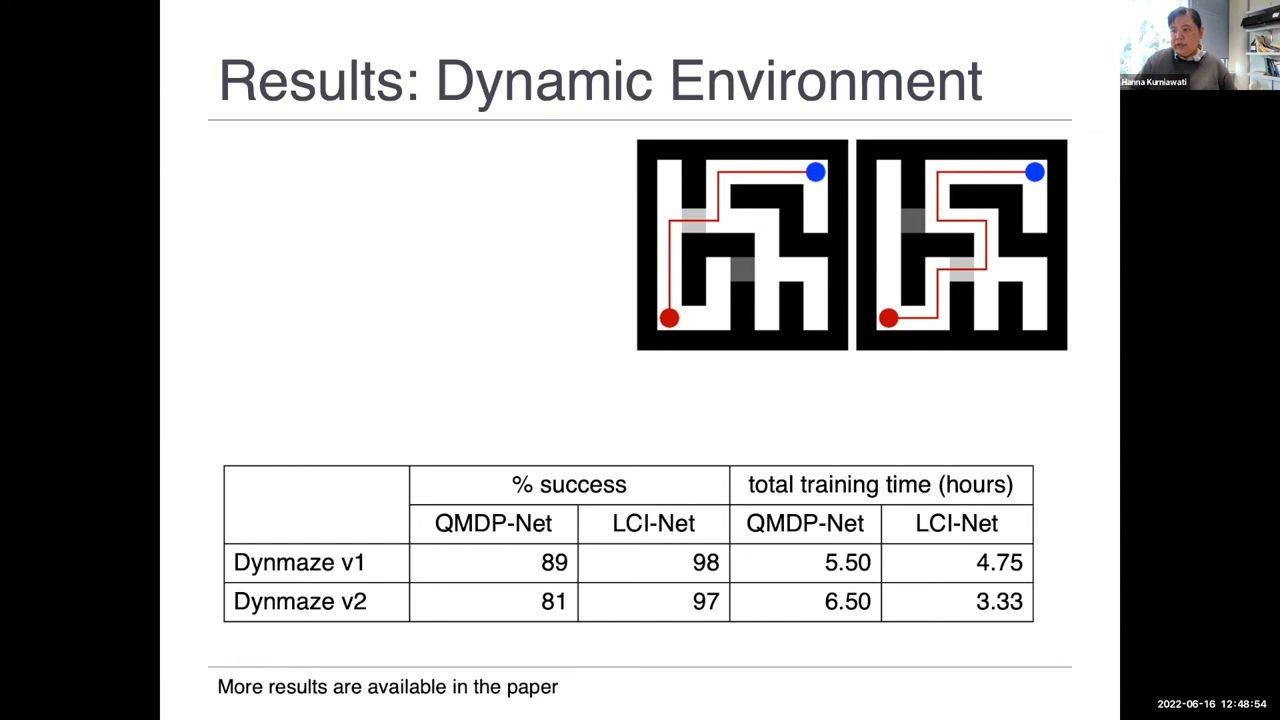 Results: Dynamic Environment
Hanna Kurniawati
% success total training time (hours)
QMDP-Net LCI-Net QMDP-Net LCI-Net
Dynmaze v1 89 98 5.50 4.75
Dynmaze v2 81 97 6.50 3.33
More results are available in the paper
2022-06-16 12:48:54